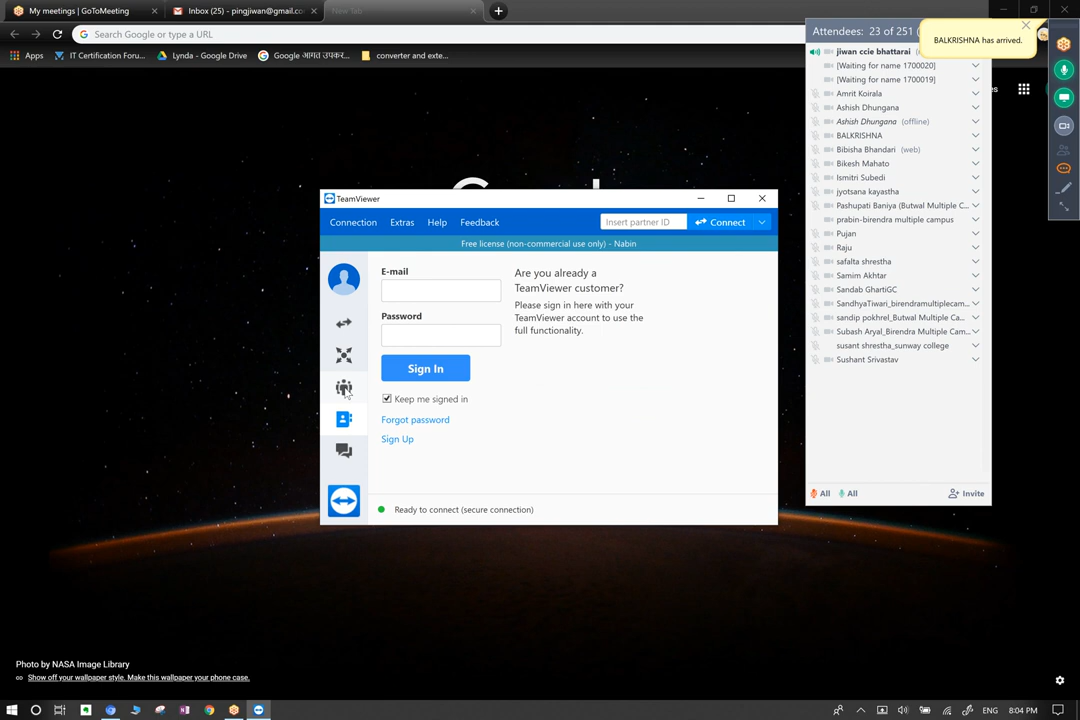 My meetings | GoToMeeting
Inbox (25) - pingjiwan@gmail.co
New Tab
Search Google or type a URL
Apps
IT Certification Foru...
Lynda - Google Drive
Google आगत उपकर...
converter and exte...
Attendees: 23 of 251 (
BALKRISHNA has arrived.
jiwan ccie bhattarai
[Waiting for name 1700020]
[Waiting for name 1700019]
Amrit Koirala
Ashish Dhungana
Ashish Dhungana (offline)
BALKRISHNA
Bibisha Bhandari (web)
Bikesh Mahato
Ismitri Subedi
jyotsana kayastha
Pashupati Baniya (Butwal Multiple C...
prabin-birendra multiple campus
Pujan
Raju
safalta shrestha
Samim Akhtar
Sandab GhartiGC
SandhyaTiwari_birendramultiplecam...
sandip pokhrel_Butwal Multiple Ca...
Subash Aryal_Birendra Multiple Cam...
susant shrestha_sunway college
Sushant Srivastav
All
All
Invite
TeamViewer
Connection
Extras
Help
Feedback
Insert partner ID
Connect
Free license (non-commercial use only) - Nabin
E-mail
Password
Sign In
Keep me signed in
Forgot password
Sign Up
Are you already a
TeamViewer customer?
Please sign in here with your
TeamViewer account to use the
full functionality.
Ready to connect (secure connection)
Photo by NASA Image Library
Show off your wallpaper style. Make this wallpaper your phone case.
ENG
8:04 PM